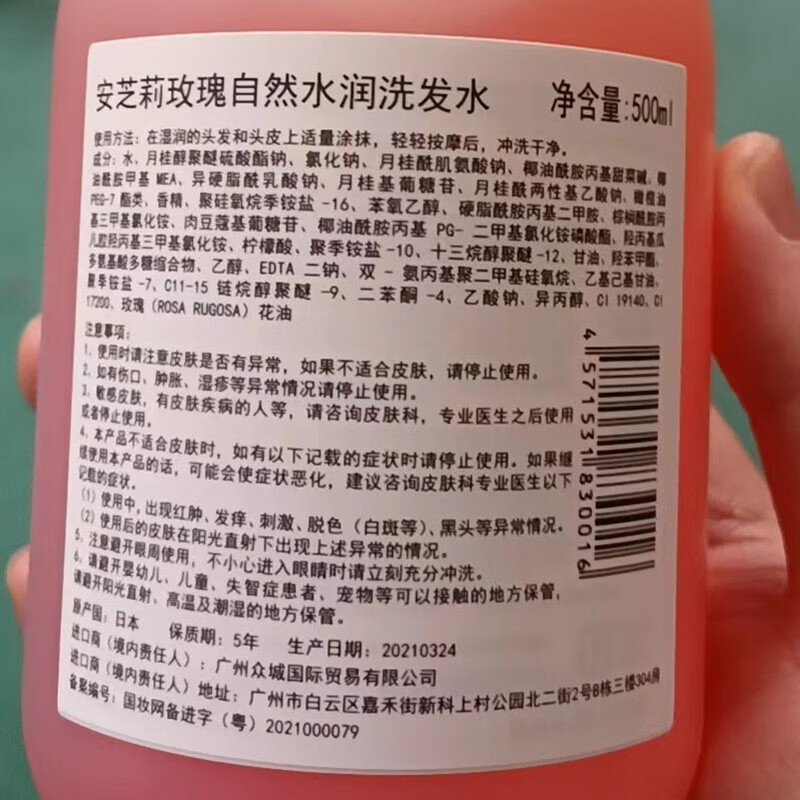 安芝莉玫瑰自然水润洗发水 净含量:500ml
使用方法: 在湿润的头发和头皮上适量涂抹, 轻轻按摩后, 冲洗干净。
成分: 水、月桂醇聚醚硫酸酯钠、氯化钠、月桂酰肌氨酸钠、椰油酰胺丙基甜菜碱、椰
油酰胺甲基 MEA、异硬脂酰乳酸钠、月桂基葡糖苷、月桂酰两性基乙酸钠、橄榄油
PEG-7 酯类、香精、聚硅氧烷季铵盐 -16、苯氧乙醇、硬脂酰胺丙基二甲胺、棕榈酰胺丙
基三甲基氯化铵、肉豆蔻基葡糖苷、椰油酰胺丙基 PG- 二甲基氯化铵磷酸酯、羟丙基瓜
儿胶羟丙基三甲基氯化铵、柠檬酸、聚季铵盐 -10、十三烷醇聚醚 -12、甘油、羟苯甲酯、
多氨基酸多糖缩合物、乙醇、EDTA 二钠、双 - 氨丙基聚二甲基硅氧烷、乙基己基甘油、
聚季铵盐 -7、C11-15 链烷醇聚醚 -9、二苯酮 -4、乙酸钠、异丙醇、CI 19140、CI
17200、玫瑰 (ROSA RUGOSA) 花油
注意事项:
1、使用时请注意皮肤是否有异常, 如果不适合皮肤, 请停止使用。
2、如有伤口、肿胀、湿疹等异常情况请停止使用。
3、敏感皮肤, 有皮肤疾病的人等, 请咨询皮肤科, 专业医生之后使用
或者停止使用。
4、本产品不适合皮肤时, 如有以下记载的症状时请停止使用。如果继
续使用本产品的话, 可能会使症状恶化, 建议咨询皮肤科专业医生以下
记载的症状。
(1) 使用中, 出现红肿、发痒、刺激、脱色 (白斑等)、黑头等异常情况。
(2) 使用后的皮肤在阳光直射下出现上述异常的情况。
5、注意避开眼周使用, 不小心进入眼睛时请立刻充分冲洗。
6、请避开婴幼儿、儿童、失智症患者、宠物等可以接触的地方保管,
请避开阳光直射、高温及潮湿的地方保管。
原产国: 日本 保质期: 5年 生产日期: 20210324
进口商 (境内责任人): 广州众城国际贸易有限公司
进口商 (境内责任人) 地址: 广州市白云区嘉禾街新科上村公园北二街2号B栋三楼304房
备案编号: 国妆网备进字 (粤) 2021000079
4 571531 830016